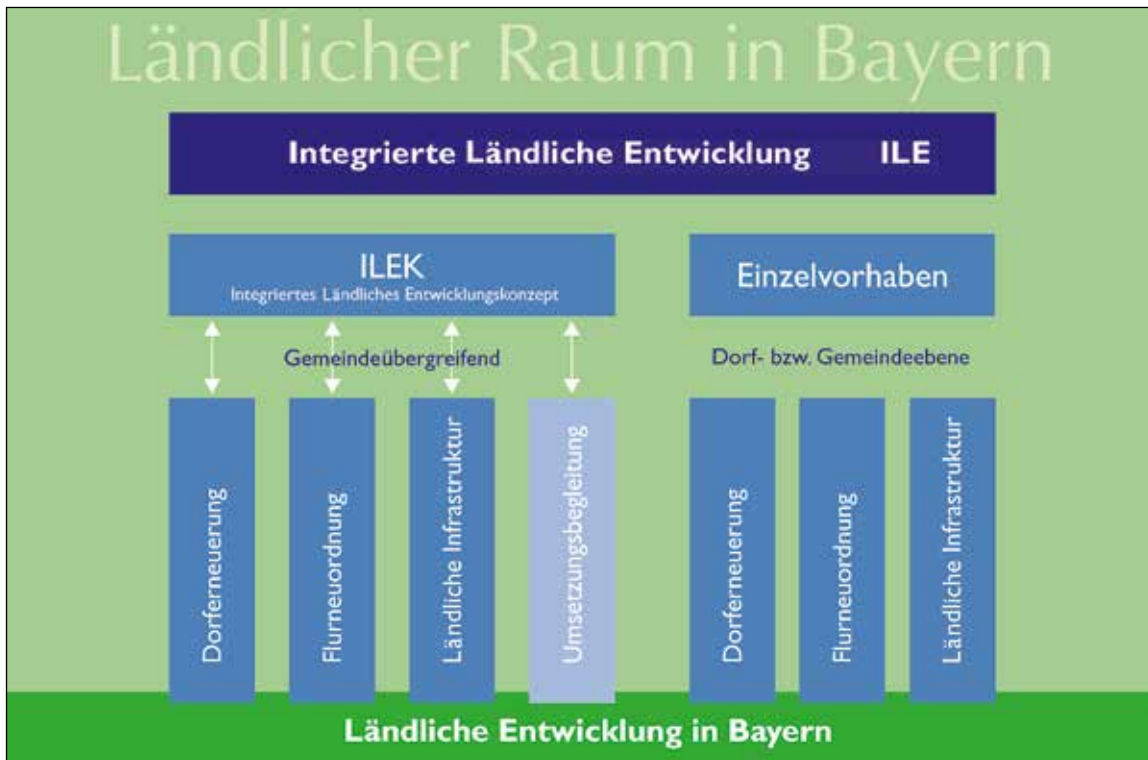 Ländlicher Raum in Bayern
Integrierte Ländliche Entwicklung ILE
ILEK
Integriertes Ländliches Entwicklungskonzept
Einzelvorhaben
Gemeindeübergreifend
Dorf- bzw. Gemeindeebene
Dorferneuerung
Flurneuordnung
Ländliche Infrastruktur
Umsetzungsbegleitung
Dorferneuerung
Flurneuordnung
Ländliche Infrastruktur
Ländliche Entwicklung in Bayern